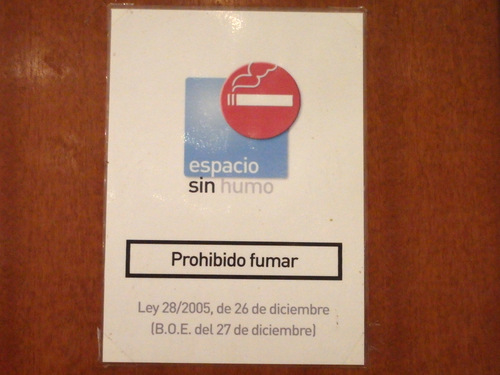 espacio
sin humo
Prohibido fumar
Ley 28/2005, de 26 de diciembre
(B.O.E. del 27 de diciembre)